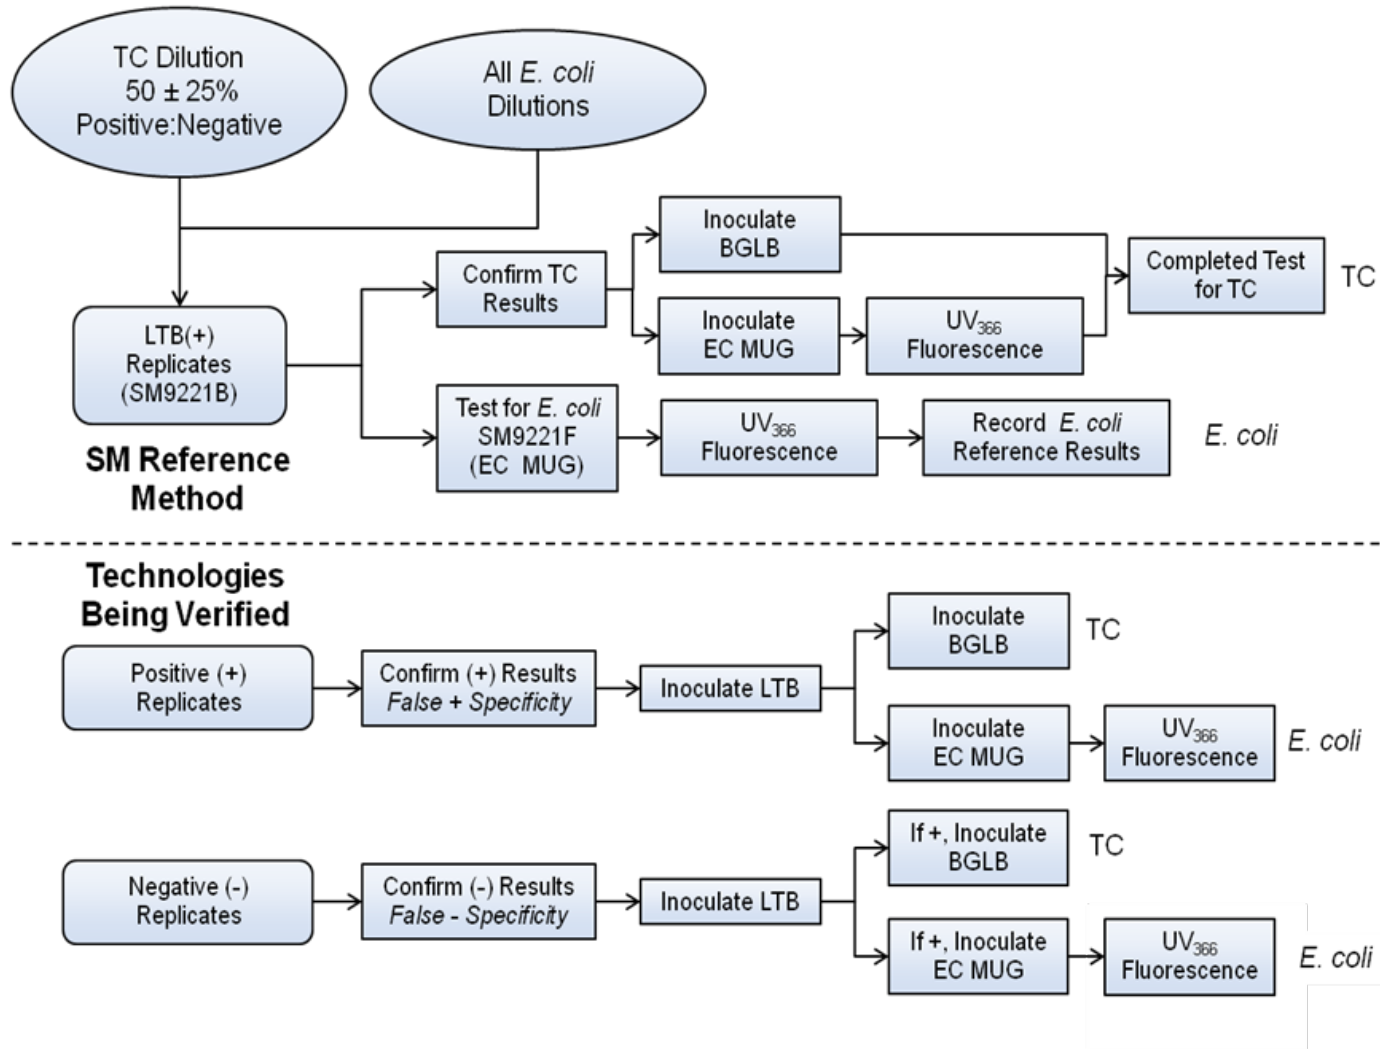 TC Dilution
50 ± 25%
Positive:Negative
All E. coli
Dilutions
Inoculate
BGLB
Confirm TC
Results
Completed Test
for TC
TC
Inoculate
EC MUG
UV366
Fluorescence
LTB(+)
Replicates
(SM9221B)
Test for E. coli
SM9221F
(EC MUG)
UV366
Fluorescence
Record E. coli
Reference Results
E. coli
SM Reference
Method
Technologies
Being Verified
Positive (+)
Replicates
Confirm (+) Results
False + Specificity
Inoculate LTB
Inoculate
BGLB
TC
Inoculate
EC MUG
UV366
Fluorescence
E. coli
Negative (-)
Replicates
Confirm (-) Results
False - Specificity
Inoculate LTB
If +, Inoculate
BGLB
TC
If +, Inoculate
EC MUG
UV366
Fluorescence
E. coli